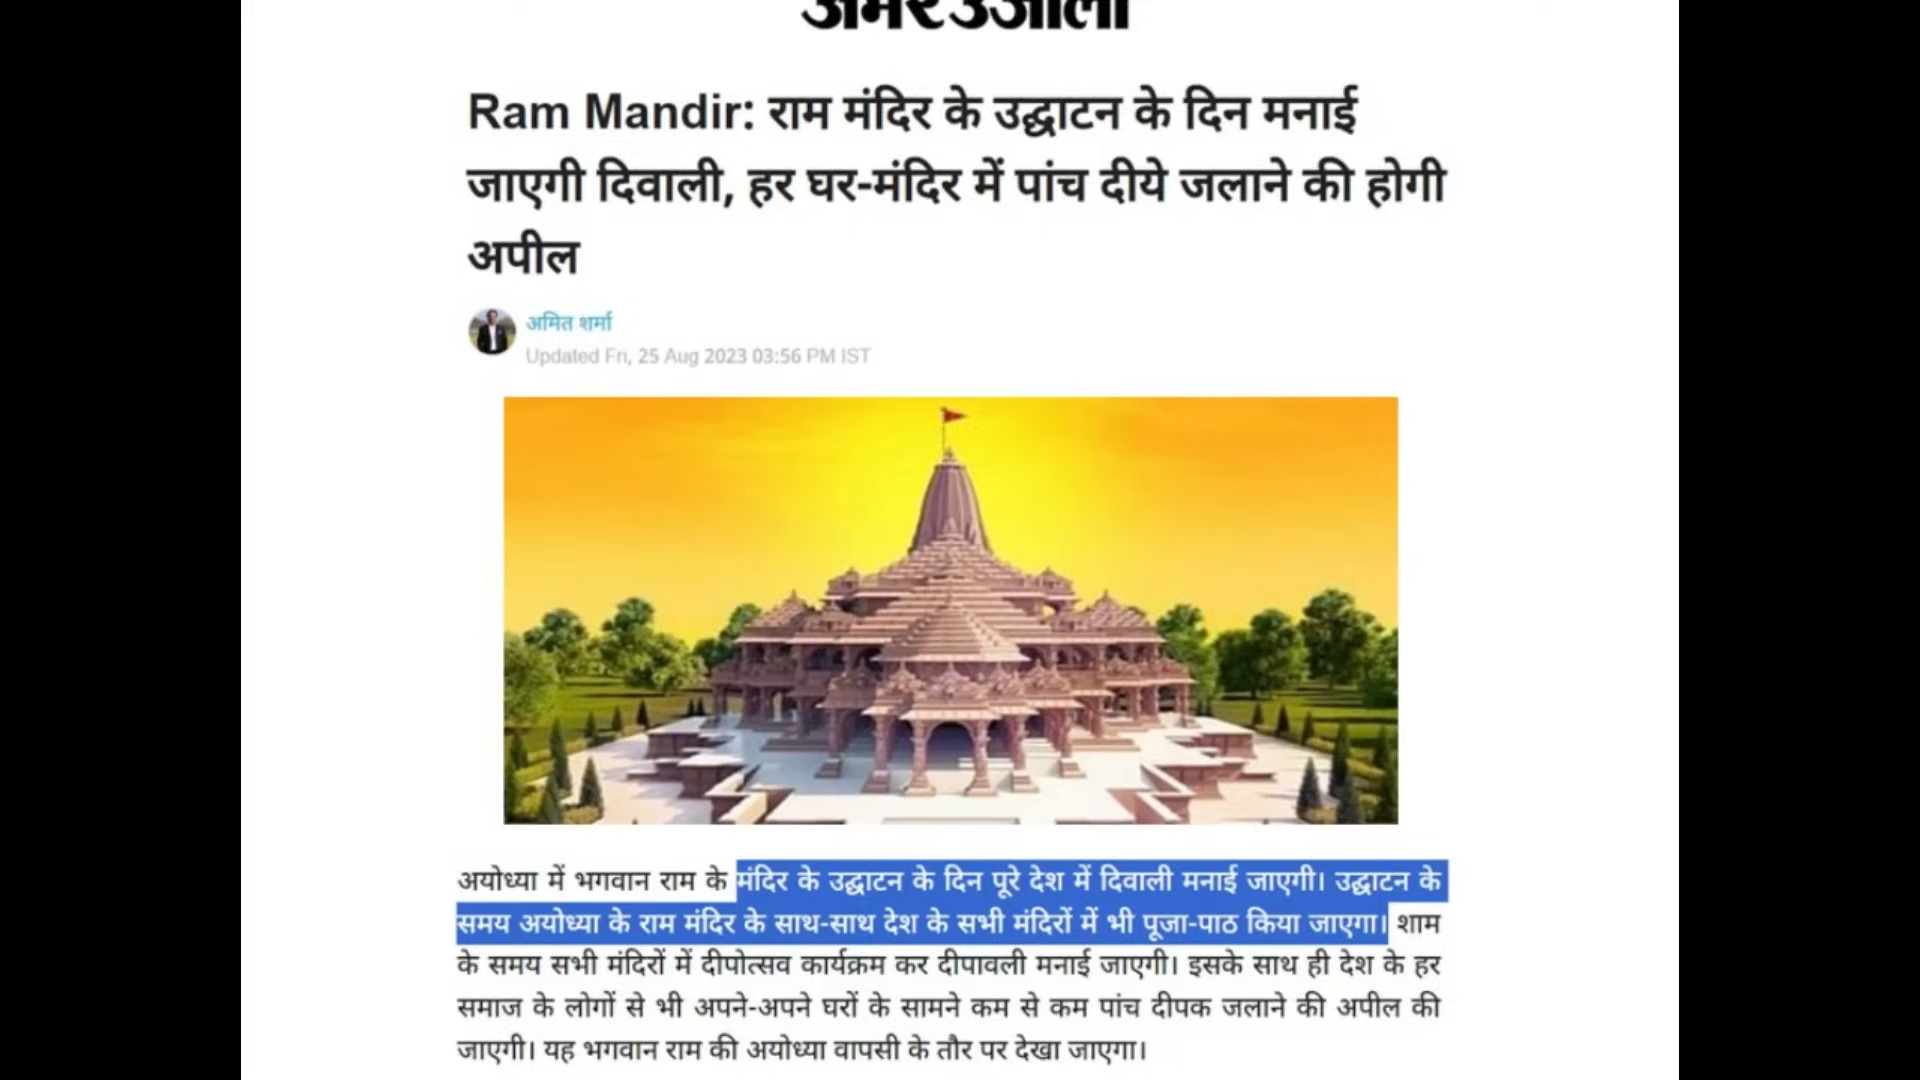 अमर उजाला
Ram Mandir: राम मंदिर के उद्घाटन के दिन मनाई
जाएगी दिवाली, हर घर-मंदिर में पांच दीये जलाने की होगी
अपील
अमित शर्मा
Updated Fri, 25 Aug 2023 03:56 PM IST
अयोध्या में भगवान राम के मंदिर के उद्घाटन के दिन पूरे देश में दिवाली मनाई जाएगी। उद्घाटन के
समय अयोध्या के राम मंदिर के साथ-साथ देश के सभी मंदिरों में भी पूजा-पाठ किया जाएगा। शाम
के समय सभी मंदिरों में दीपोत्सव कार्यक्रम कर दीपावली मनाई जाएगी। इसके साथ ही देश के हर
समाज के लोगों से भी अपने-अपने घरों के सामने कम से कम पांच दीपक जलाने की अपील की
जाएगी। यह भगवान राम की अयोध्या वापसी के तौर पर देखा जाएगा।